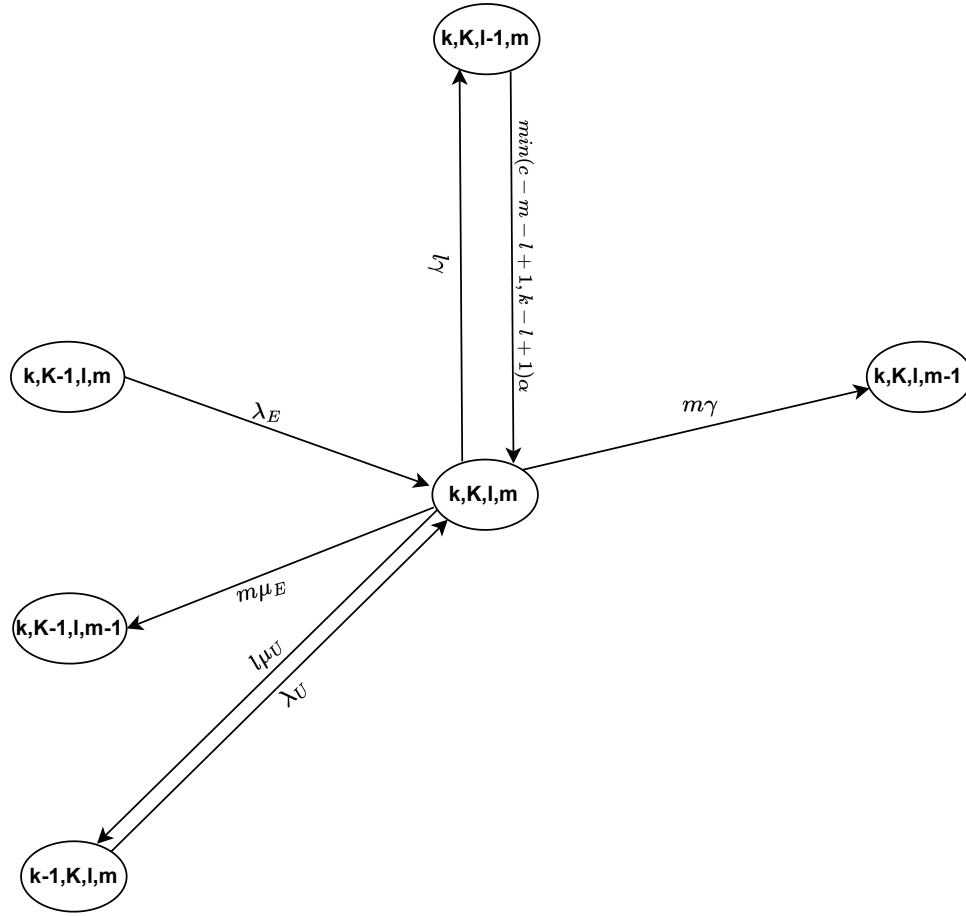 k,K,l-1,m
min(c − m − l + 1, k − l + 1)α
lγ
k,K-1,l,m
k,K,l,m-1
λ_E
mγ
k,K,l,m
mμ_E
k,K-1,l,m-1
lμ_U
λ_U
k-1,K,l,m